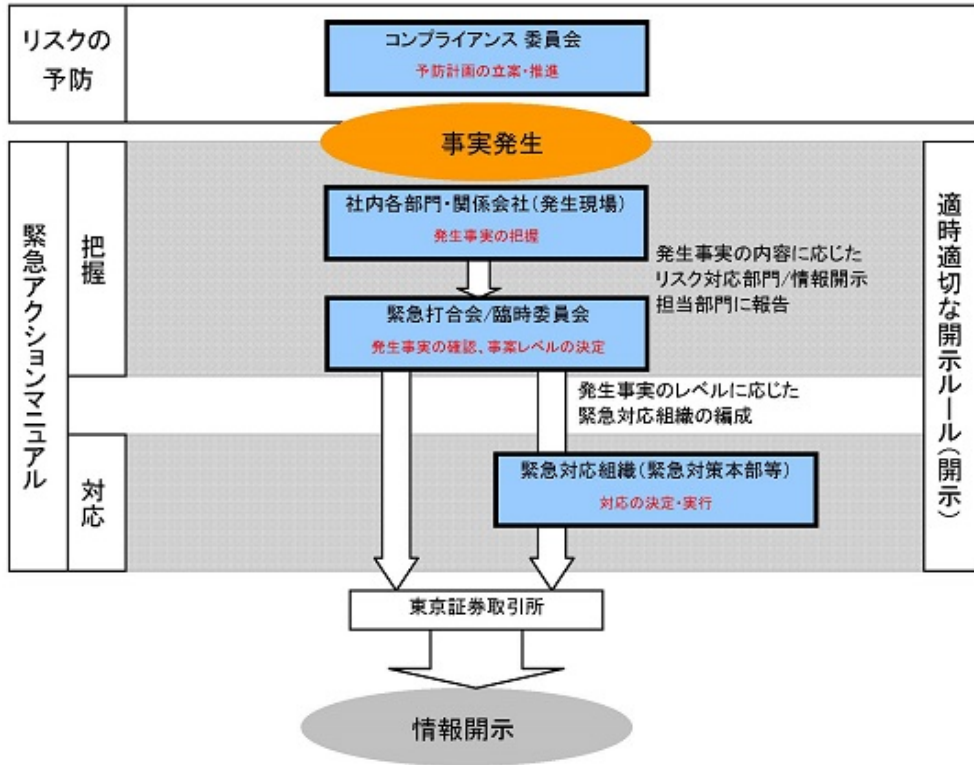 リスクの
予防
コンプライアンス 委員会
予防計画の立案・推進
事実発生
緊急アクションマニュアル
把握
社内各部門・関係会社(発生現場)
発生事実の把握
発生事実の内容に応じた
リスク対応部門/情報開示
担当部門に報告
緊急打合会/臨時委員会
発生事実の確認、事案レベルの決定
発生事実のレベルに応じた
緊急対応組織の編成
対応
緊急対応組織(緊急対策本部等)
対応の決定・実行
適時適切な開示ルール(開示)
東京証券取引所
情報開示